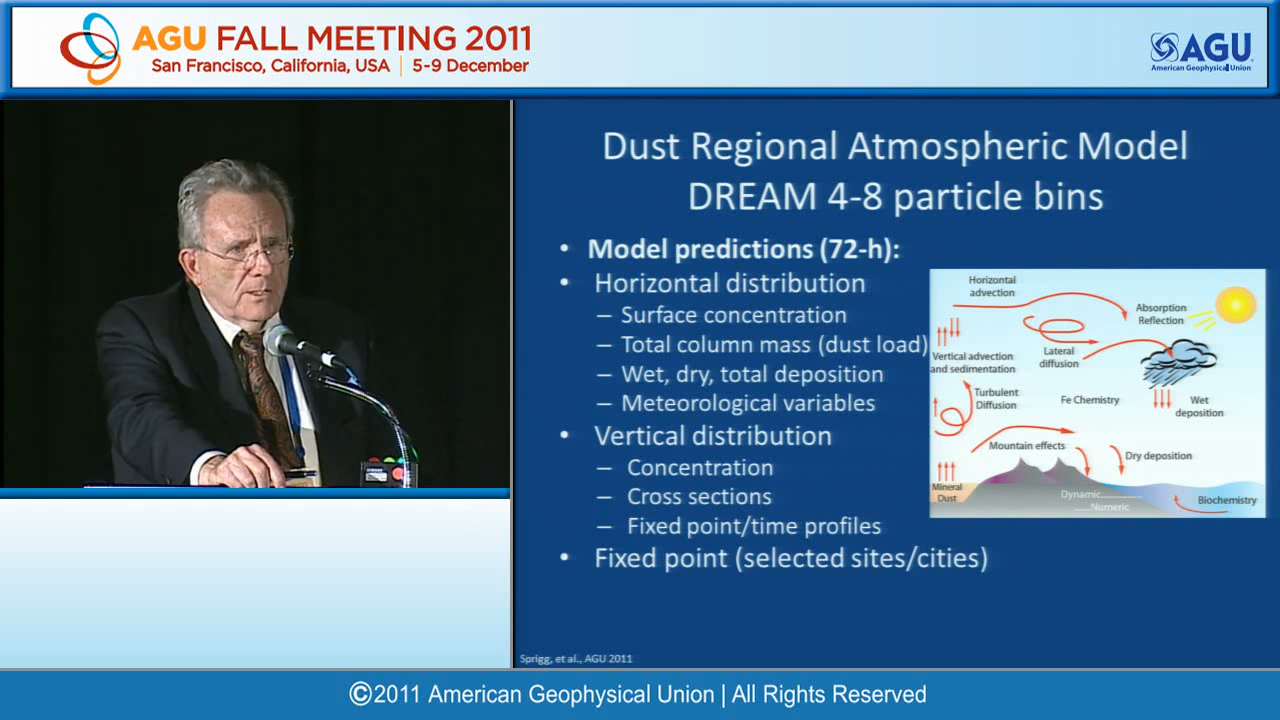 AGU FALL MEETING 2011
San Francisco, California, USA | 5-9 December
AGU
American Geophysical Union
Dust Regional Atmospheric Model
DREAM 4-8 particle bins
• Model predictions (72-h):
• Horizontal distribution
– Surface concentration
– Total column mass (dust load)
– Wet, dry, total deposition
– Meteorological variables
• Vertical distribution
– Concentration
– Cross sections
– Fixed point/time profiles
• Fixed point (selected sites/cities)
Horizontal
advection
Absorption
Reflection
Vertical advection
and sedimentation
Lateral
diffusion
Turbulent
Diffusion
Fe Chemistry
Wet
deposition
Mountain effects
Dry deposition
Mineral
Dust
Dynamic
Numeric
Biochemistry
Sprigg, et al., AGU 2011
©2011 American Geophysical Union | All Rights Reserved